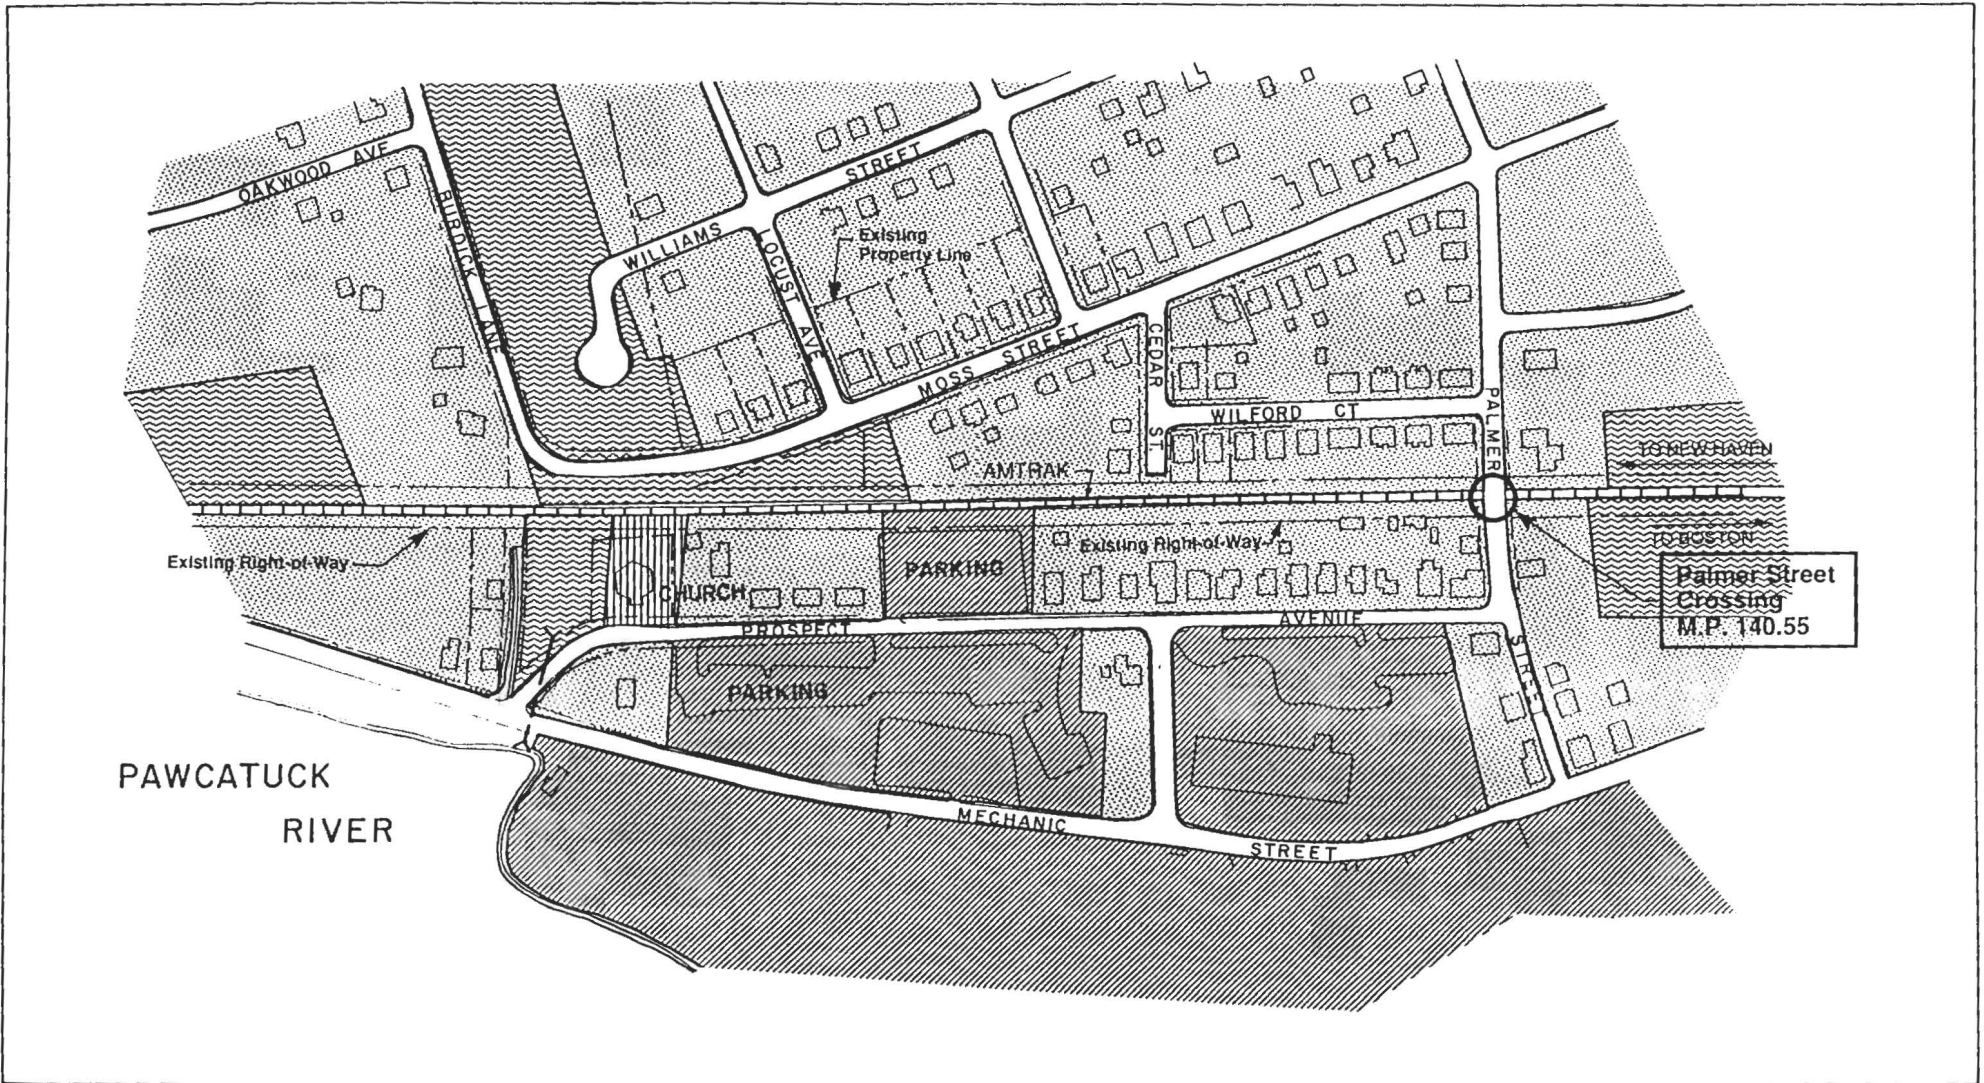 OAKWOOD AVE
BURDICK LANE
WILLIAMS STREET
LOCUST AVE
Existing
Property Line
MOSS STREET
CEDAR ST.
WILFORD CT
PALMER STREET
AMTRAK
TO NEW HAVEN
TO BOSTON
Existing Right-of-Way
Existing Right-of-Way
CHURCH
PARKING
Palmer Street
Crossing
M.P. 140.55
PROSPECT AVENUE
PARKING
PAWCATUCK
RIVER
MECHANIC STREET